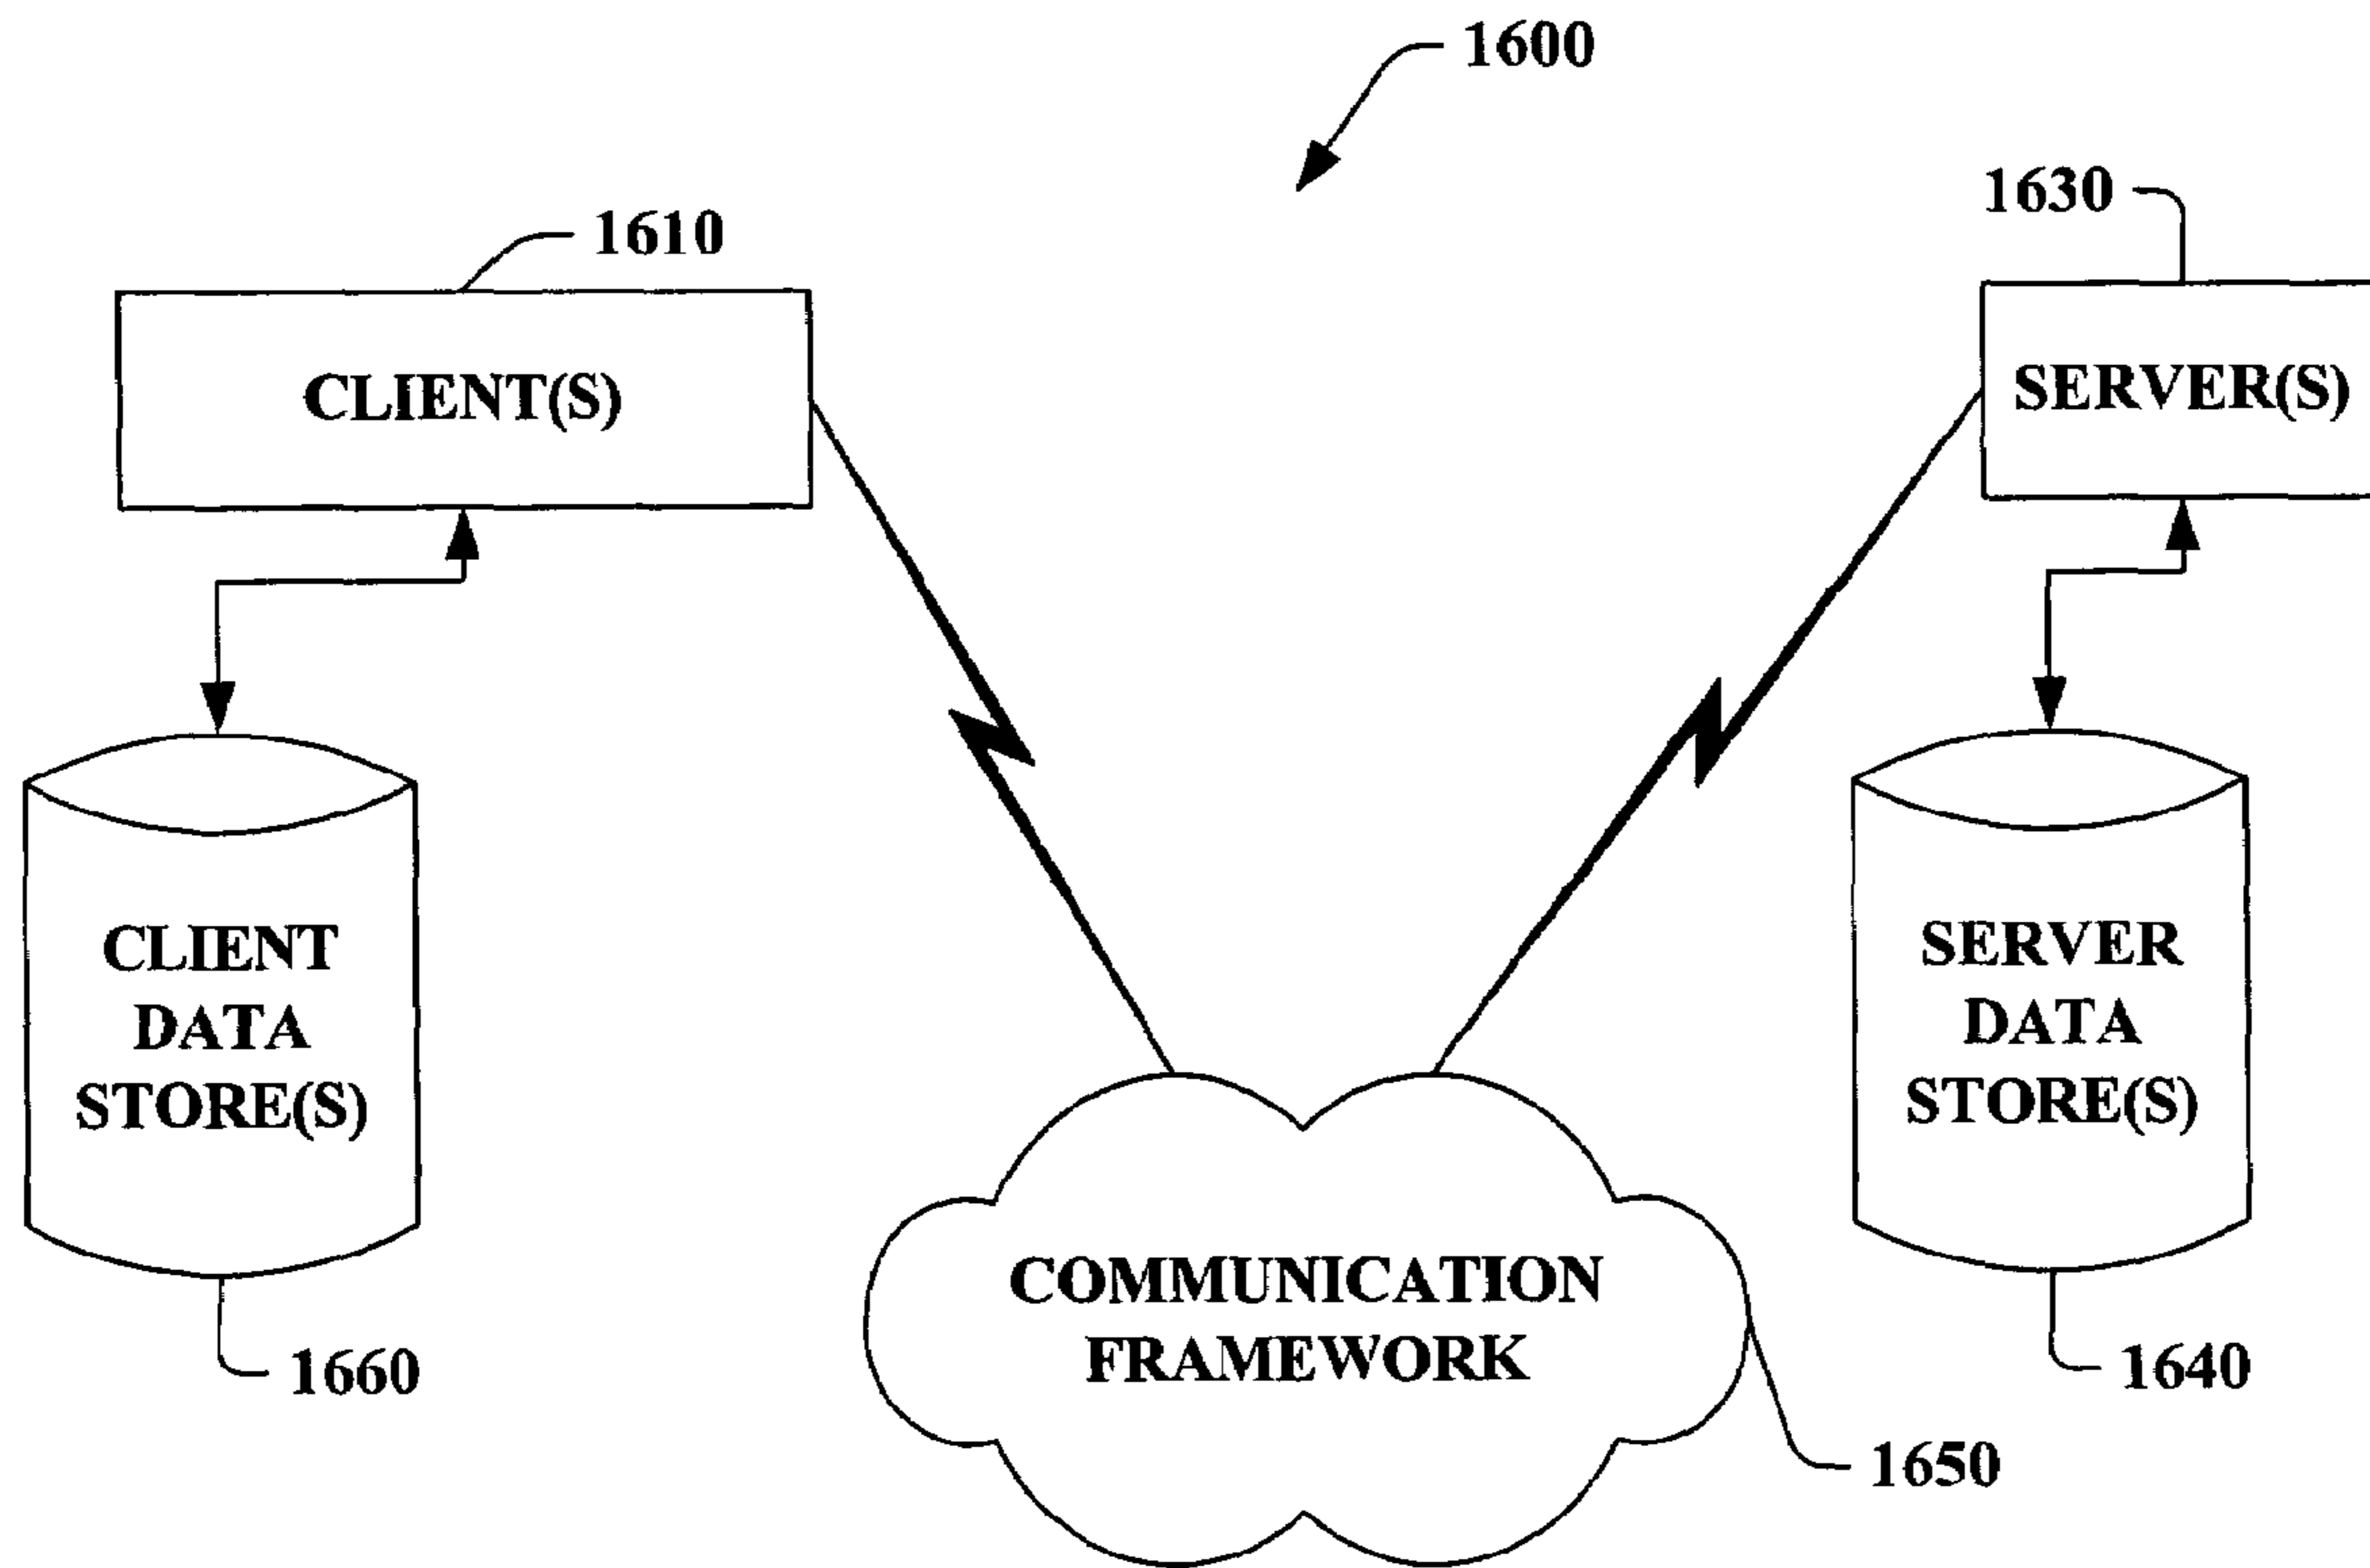 1600
1610
1630
CLIENT(S)
SERVER(S)
CLIENT
DATA
STORE(S)
SERVER
DATA
STORE(S)
COMMUNICATION
FRAMEWORK
1660
1640
1650